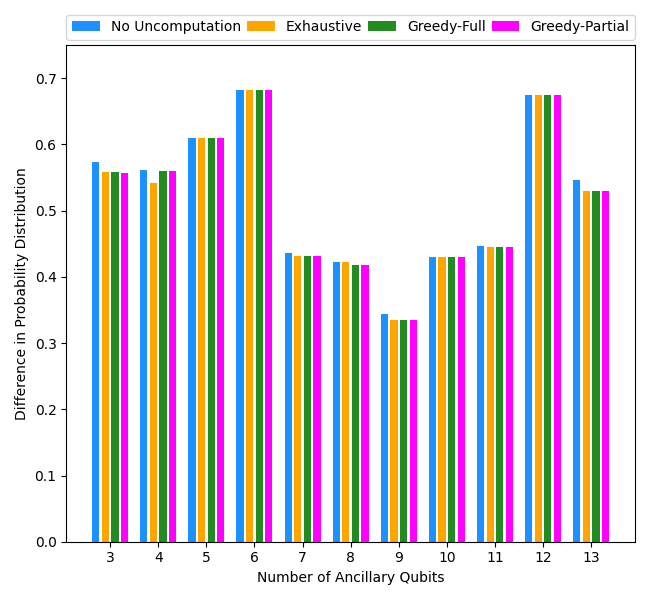 No Uncomputation Exhaustive Greedy-Full Greedy-Partial
0.7
0.6
0.5
0.4
0.3
0.2
0.1
0.0
Difference in Probability Distribution
3 4 5 6 7 8 9 10 11 12 13
Number of Ancillary Qubits